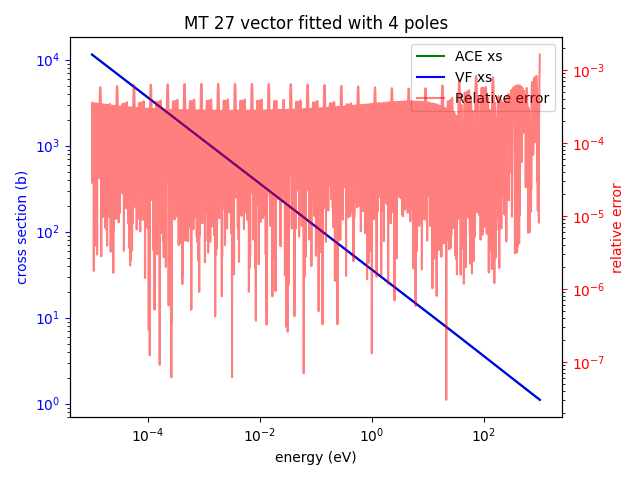 MT 27 vector fitted with 4 poles
ACE xs
VF xs
Relative error
cross section (b)
10^4
10^3
10^2
10^1
10^0
relative error
10^-3
10^-4
10^-5
10^-6
10^-7
10^-4
10^-2
10^0
10^2
energy (eV)